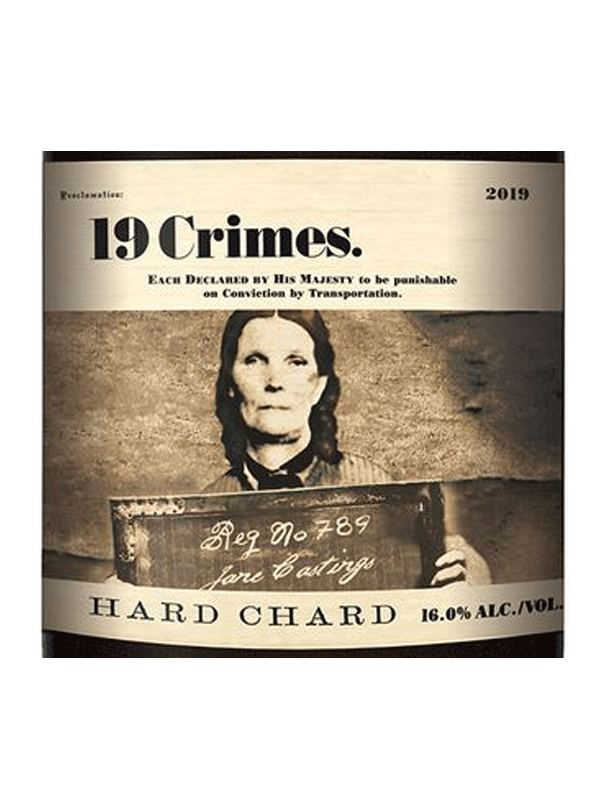 Proclamation:
2019
19 Crimes.
EACH DECLARED BY HIS MAJESTY to be punishable
on Conviction by Transportation.
Reg No 789
Jane Castings
HARD CHARD 16.0% ALC./VOL.